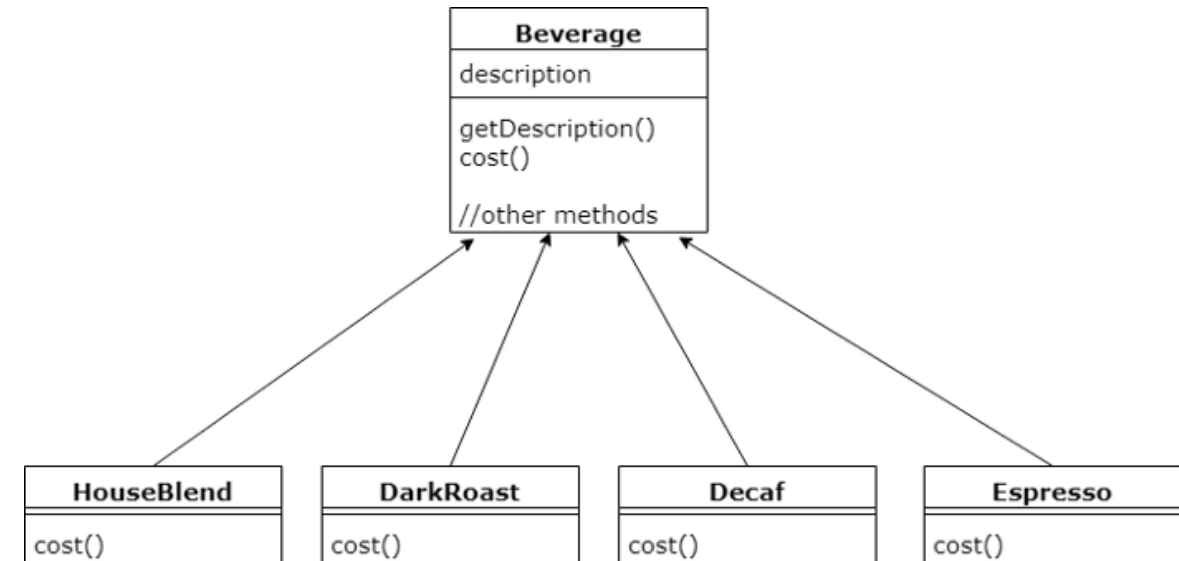 Beverage
description
getDescription()
cost()
//other methods
HouseBlend
DarkRoast
Decaf
Espresso
cost()
cost()
cost()
cost()